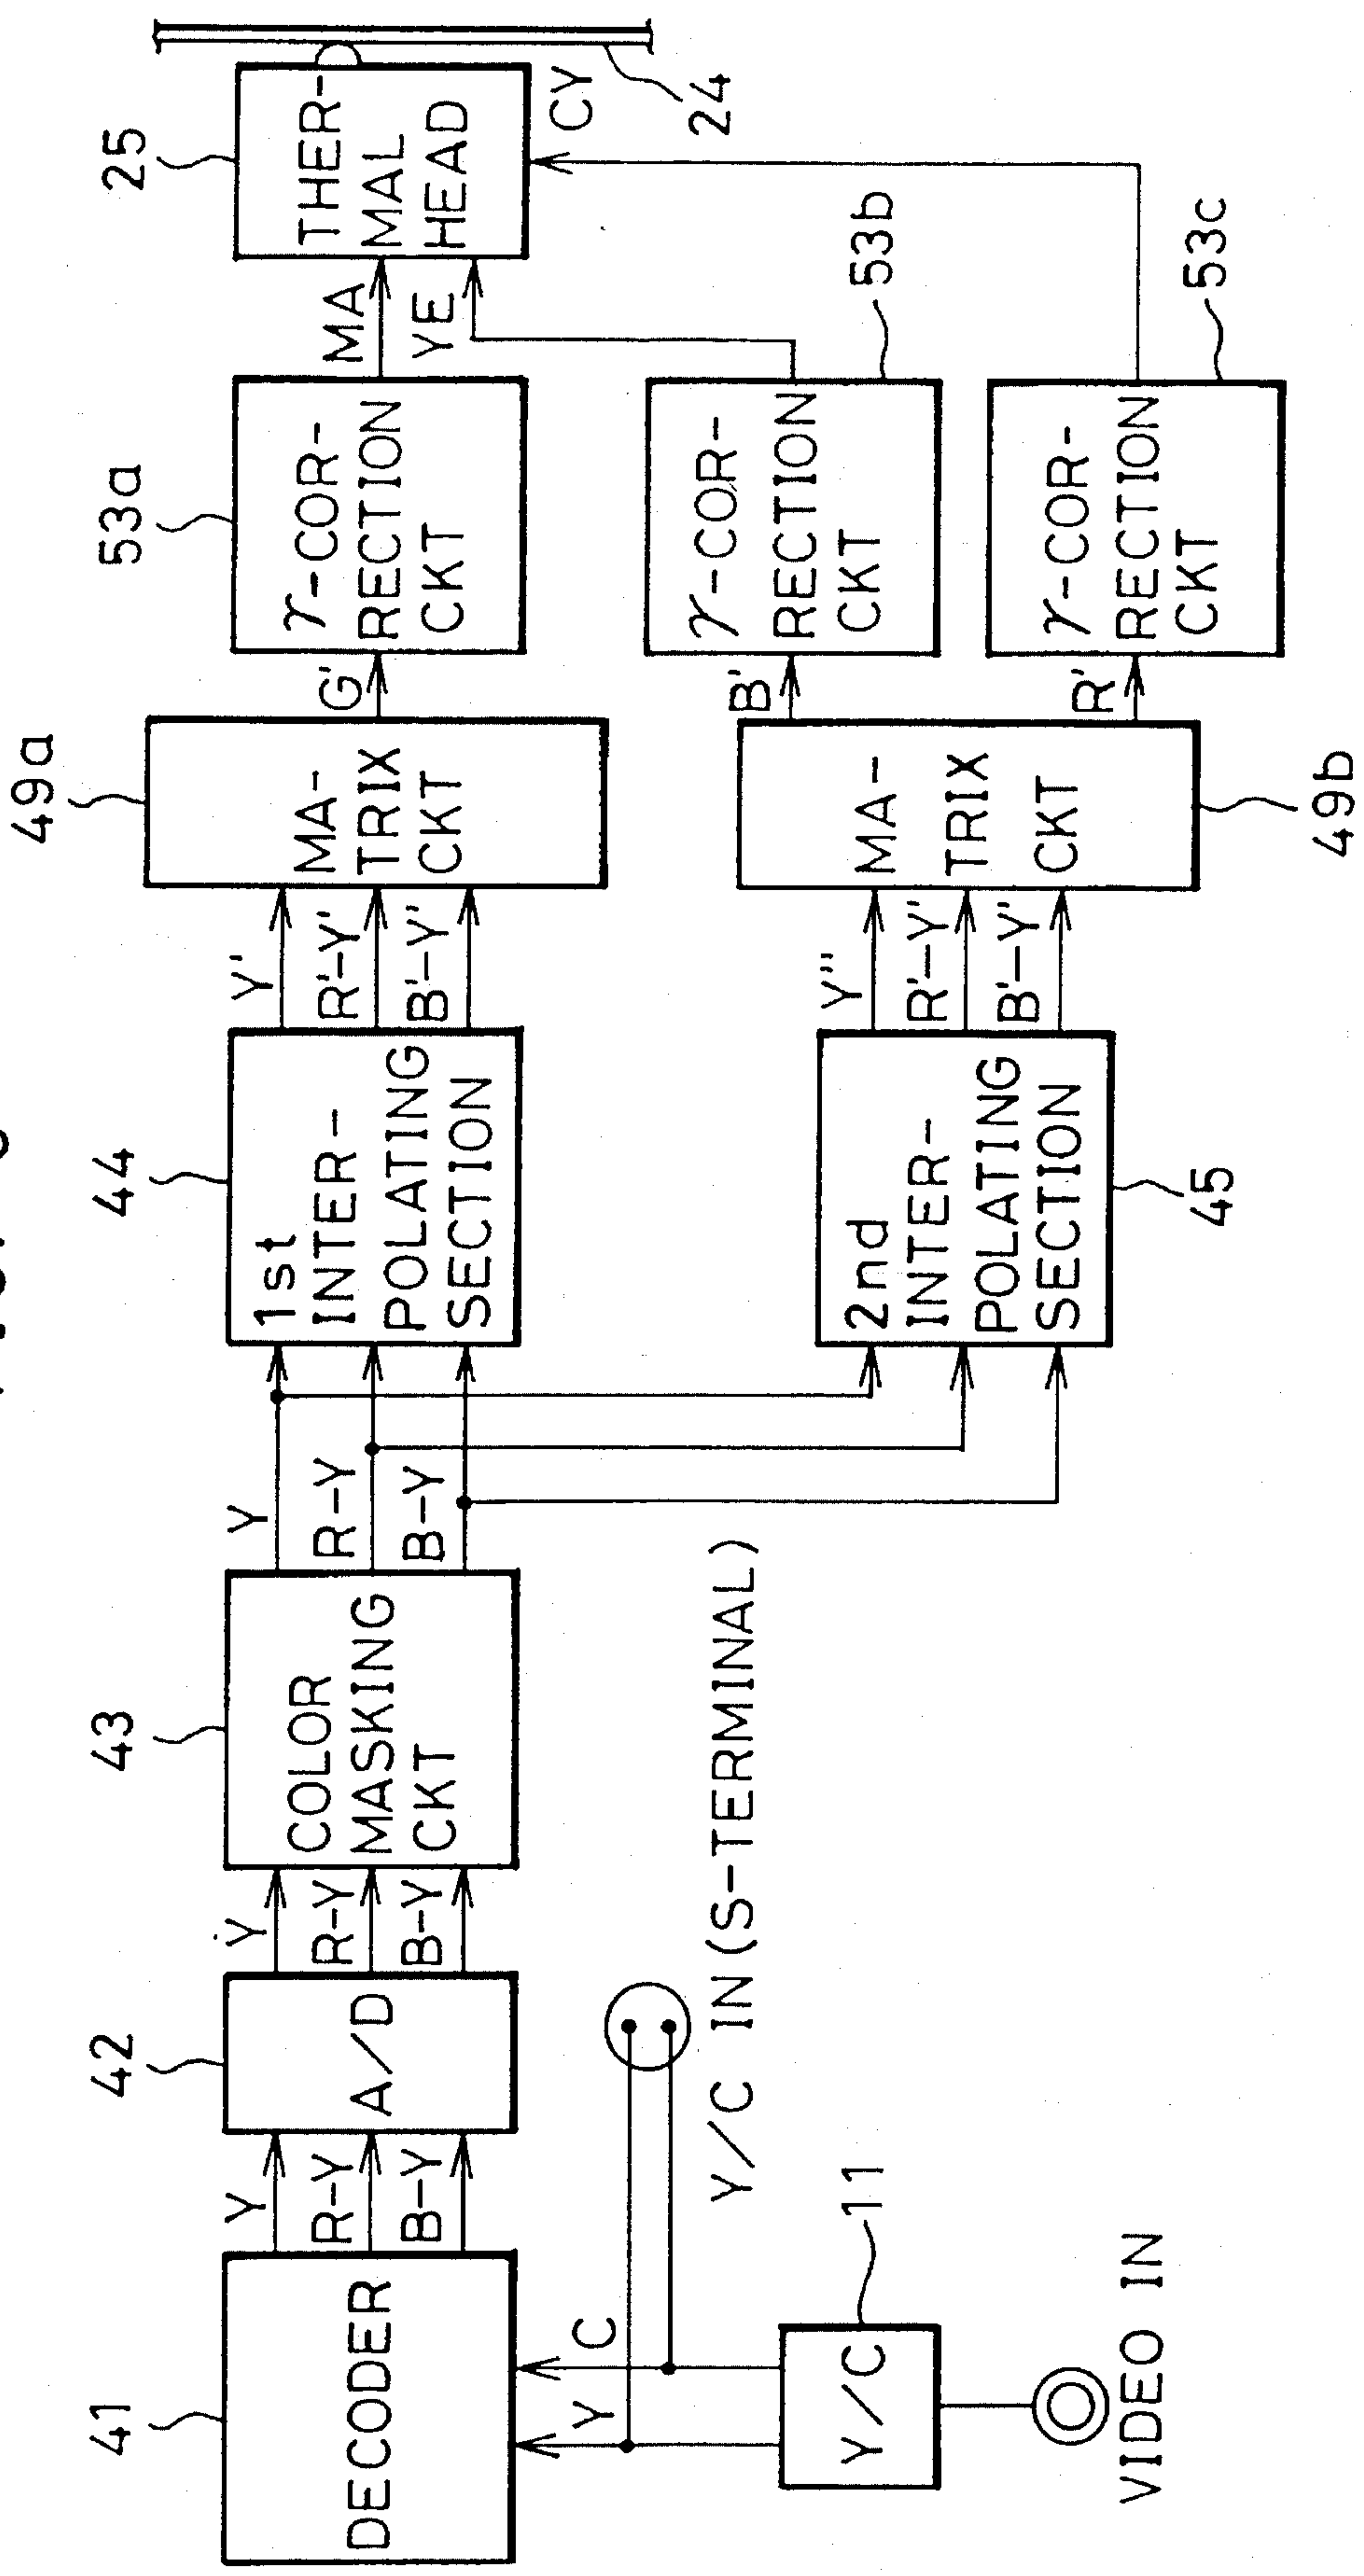 41
DECODER
Y
R-Y
B-Y
42
A/D
Y
R-Y
B-Y
43
COLOR
MASKING
CKT
Y
R-Y
B-Y
44
1st
INTER-
POLATING
SECTION
Y'
R'-Y'
B'-Y'
49a
MA-
TRIX
CKT
G'
53a
γ-COR-
RECTION
CKT
MA
YE
25
THER-
MAL
HEAD
CY
24
2nd
INTER-
POLATING
SECTION
45
Y''
R'-Y'
B'-Y'
MA-
TRIX
CKT
49b
B'
R'
γ-COR-
RECTION
CKT
53b
γ-COR-
RECTION
CKT
53c
Y
C
Y/C IN (S-TERMINAL)
Y/C
11
VIDEO IN